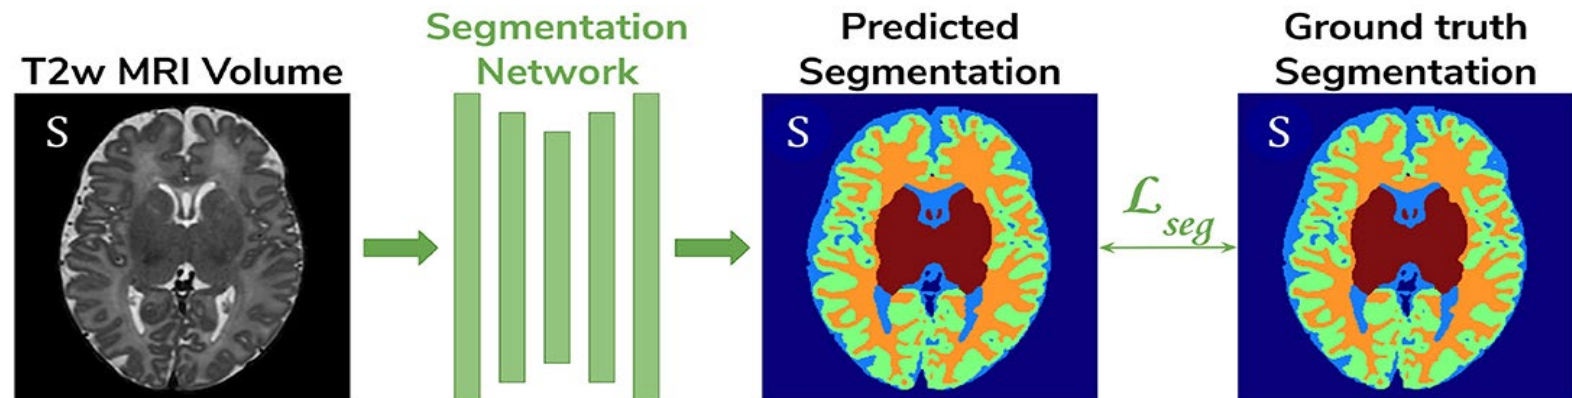 T2w MRI Volume
Segmentation
Network
Predicted
Segmentation
Ground truth
Segmentation
S
S
S
ℒseg